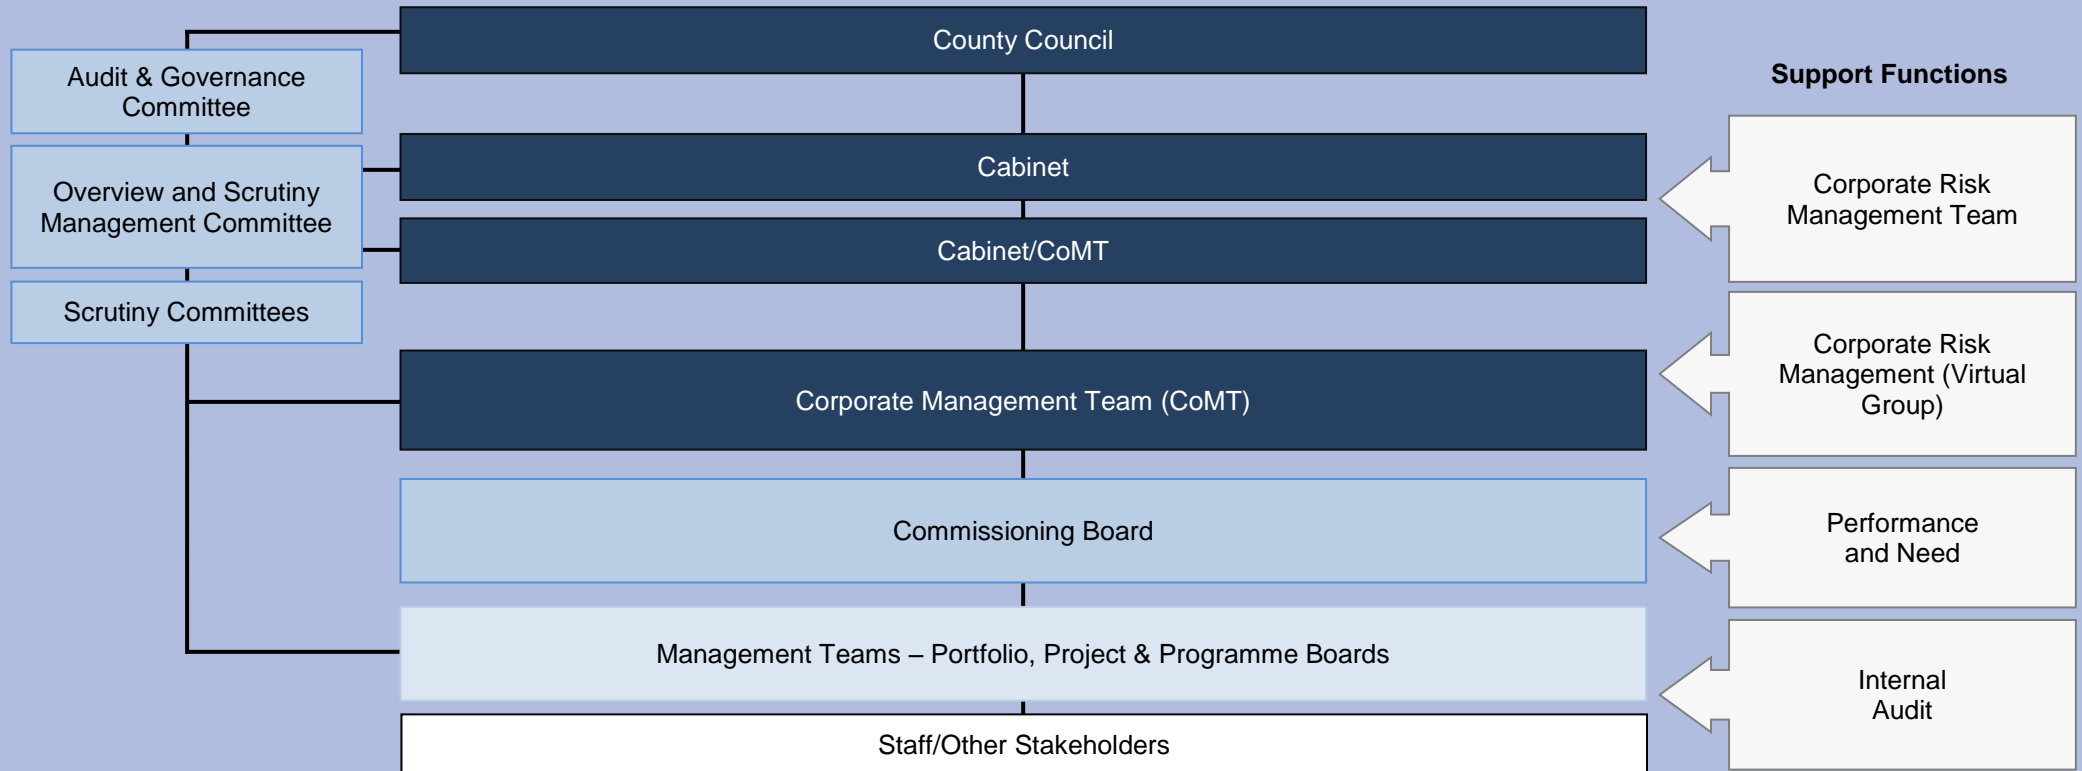 County Council
Audit & Governance
Committee
Overview and Scrutiny
Management Committee
Scrutiny Committees
Cabinet
Cabinet/CoMT
Corporate Management Team (CoMT)
Commissioning Board
Management Teams – Portfolio, Project & Programme Boards
Staff/Other Stakeholders
Support Functions
Corporate Risk
Management Team
Corporate Risk
Management (Virtual
Group)
Performance
and Need
Internal
Audit